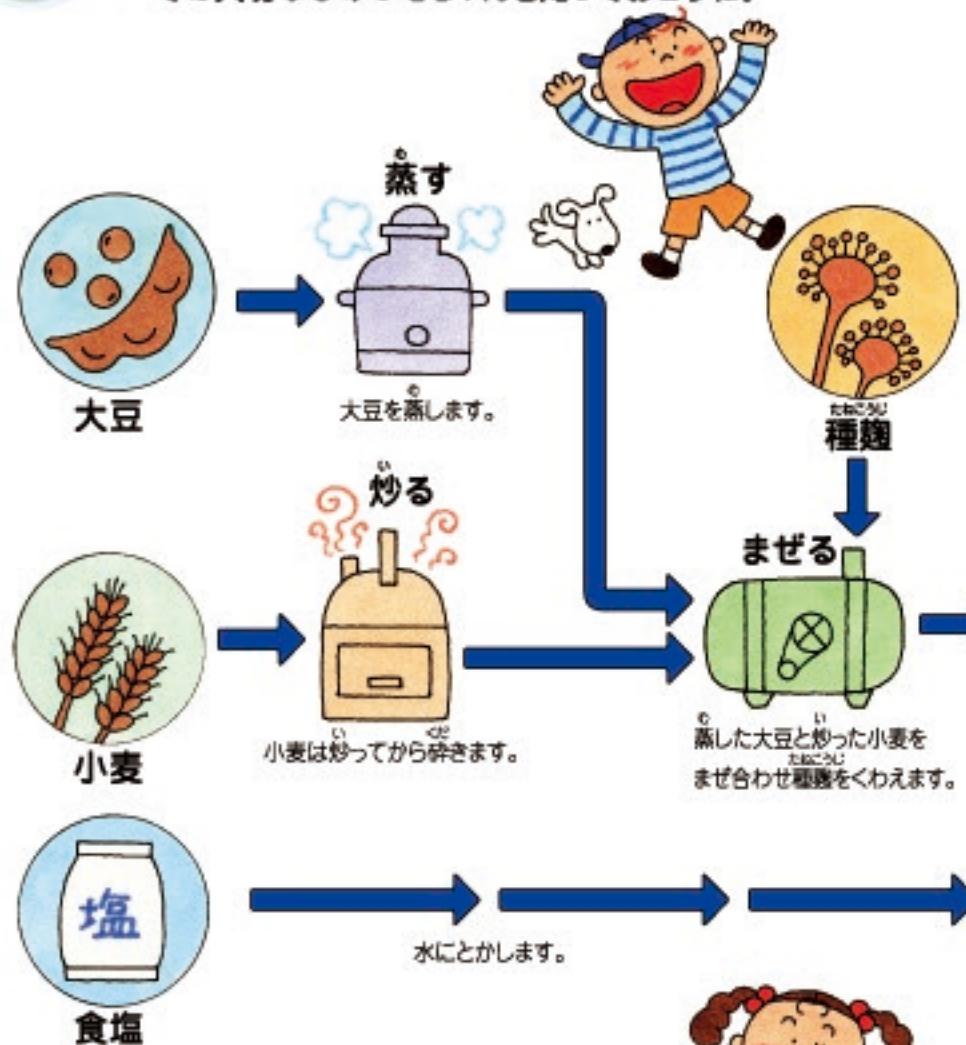 蒸す
大豆
大豆を蒸します。
種麹
炒る
まぜる
小麦
小麦は炒ってから砕きます。
蒸した大豆と炒った小麦を
まぜ合わせ種麹をくわえます。
塩
水にとかします。
食塩